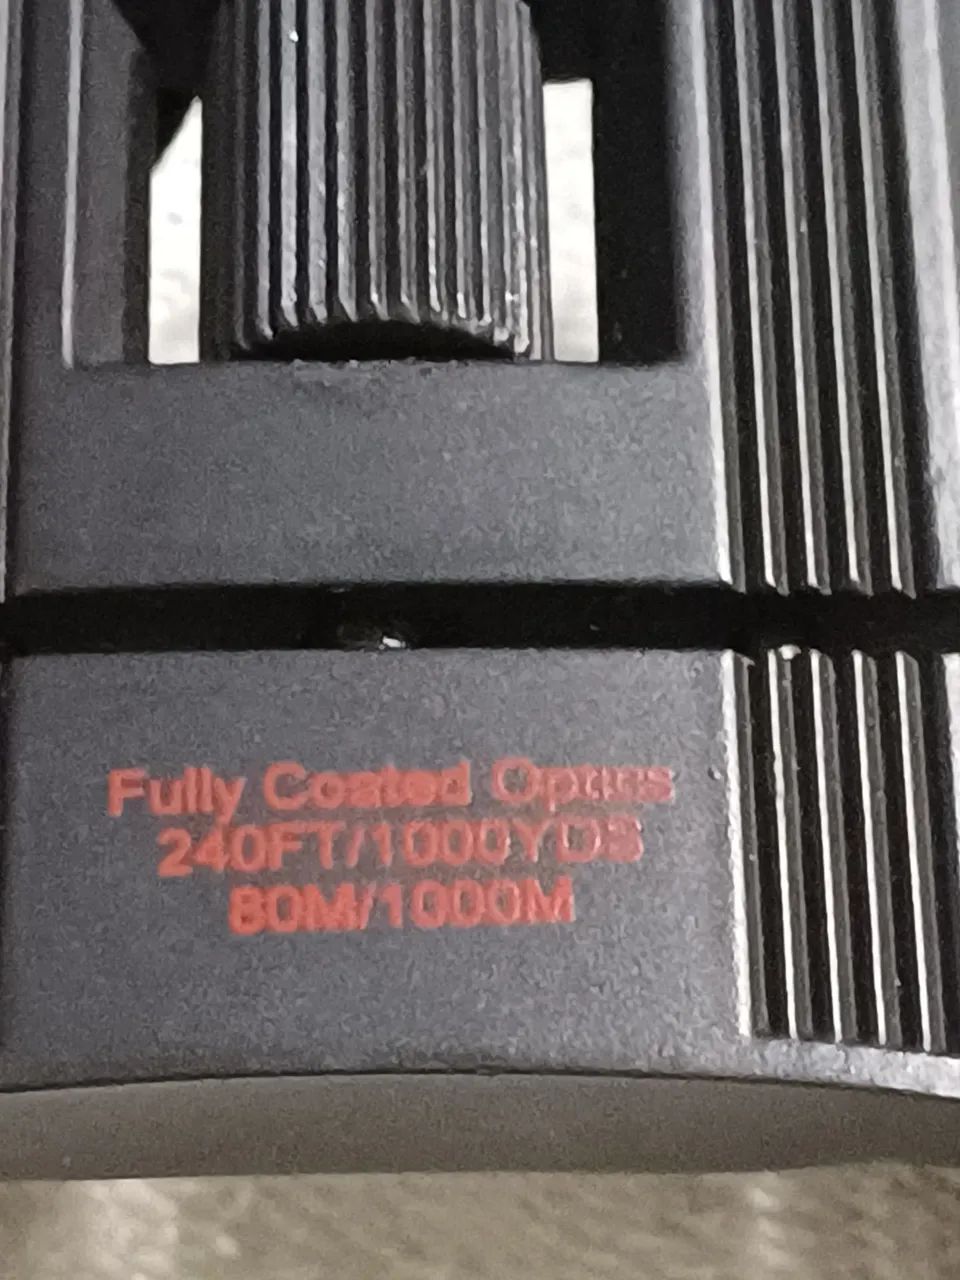 Fully Coated Optics
240FT/1000YDS
80M/1000M